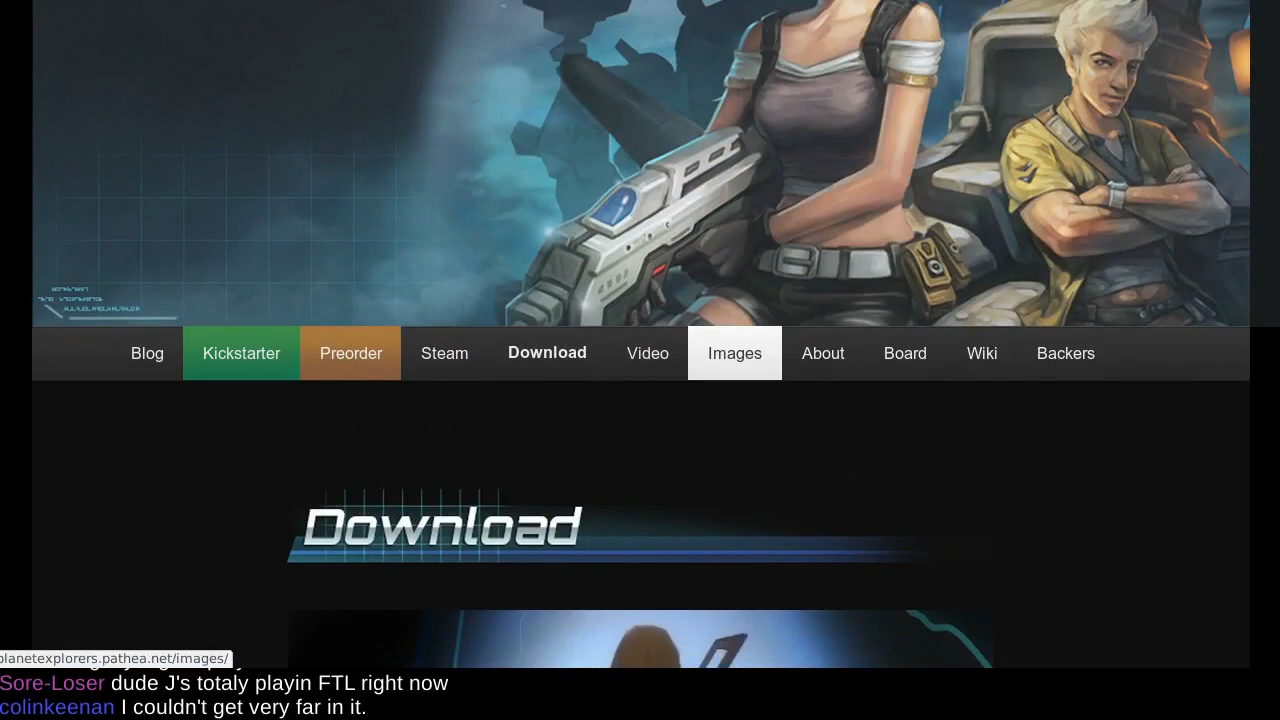 Blog Kickstarter Preorder Steam Download Video Images About Board Wiki Backers
Download
planetexplorers.pathea.net/images/
Sore-Loser dude J's totaly playin FTL right now
colinkeenan I couldn't get very far in it.